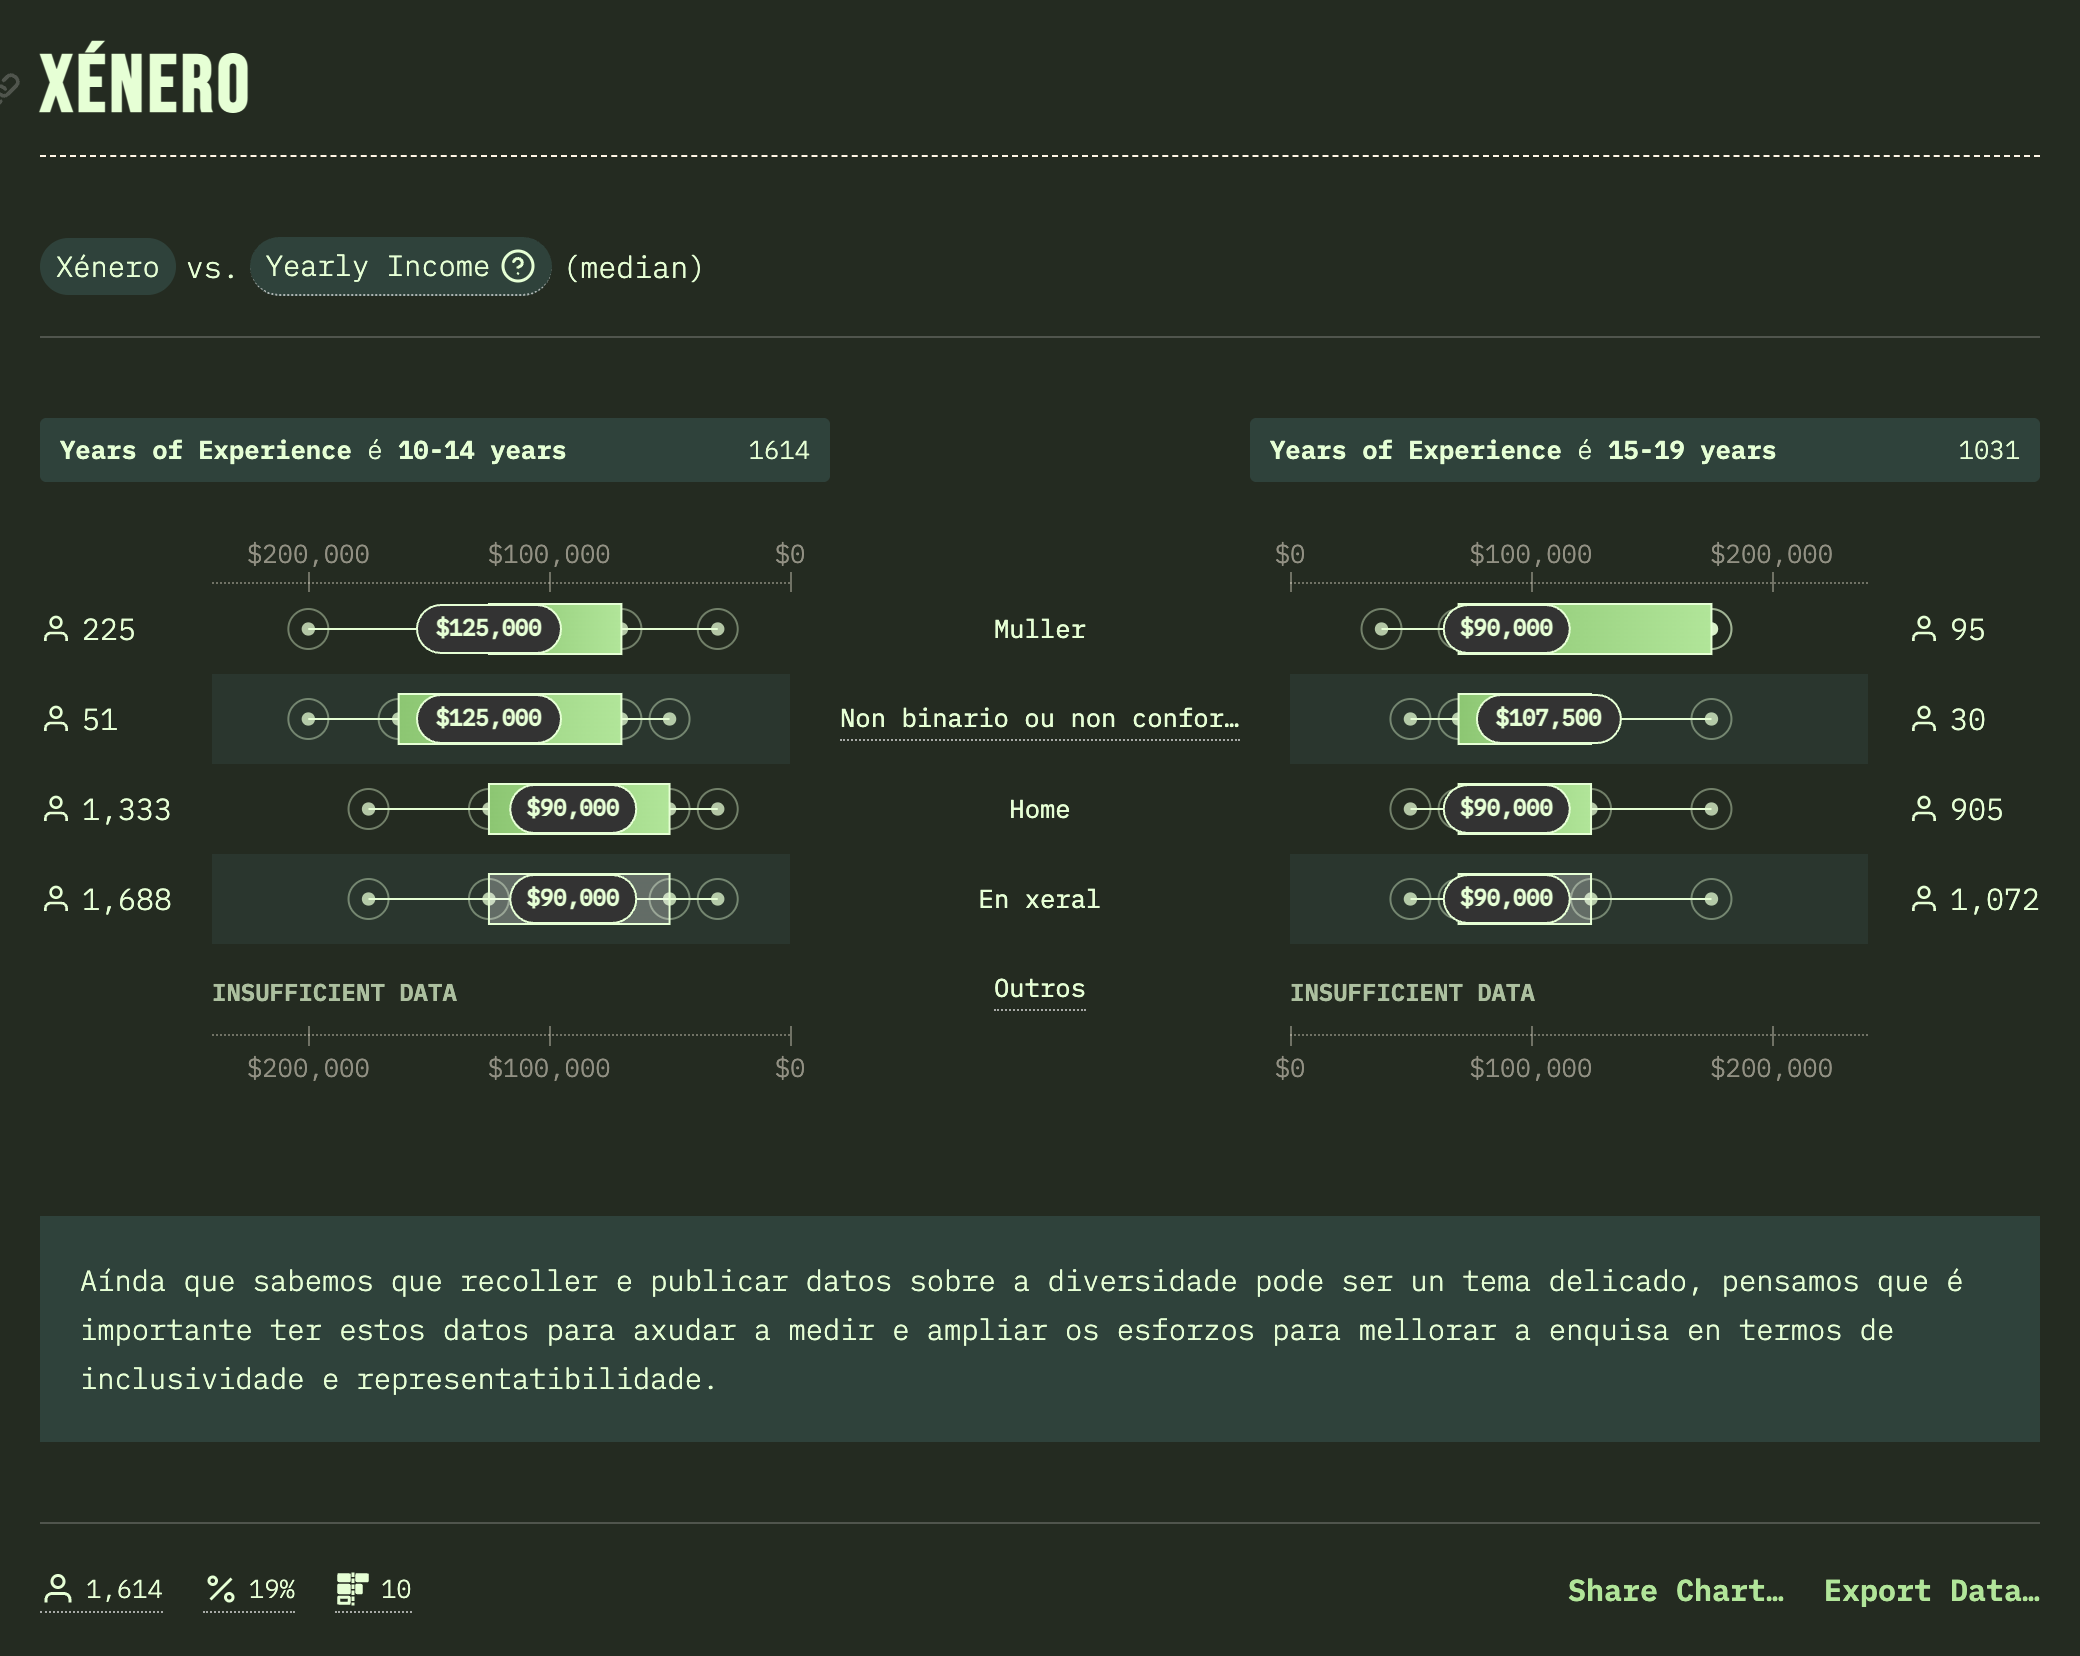 XÉNERO
Xénero vs. Yearly Income (median)
Years of Experience é 10-14 years 1614
Years of Experience é 15-19 years 1031
$200,000 $100,000 $0
$0 $100,000 $200,000
225 $125,000 Muller $90,000 95
51 $125,000 Non binario ou non confor… $107,500 30
1,333 $90,000 Home $90,000 905
1,688 $90,000 En xeral $90,000 1,072
INSUFFICIENT DATA Outros INSUFFICIENT DATA
$200,000 $100,000 $0
$0 $100,000 $200,000
Aínda que sabemos que recoller e publicar datos sobre a diversidade pode ser un tema delicado, pensamos que é
importante ter estos datos para axudar a medir e ampliar os esforzos para mellorar a enquisa en termos de
inclusividade e representatibilidade.
1,614 19% 10 Share Chart… Export Data…